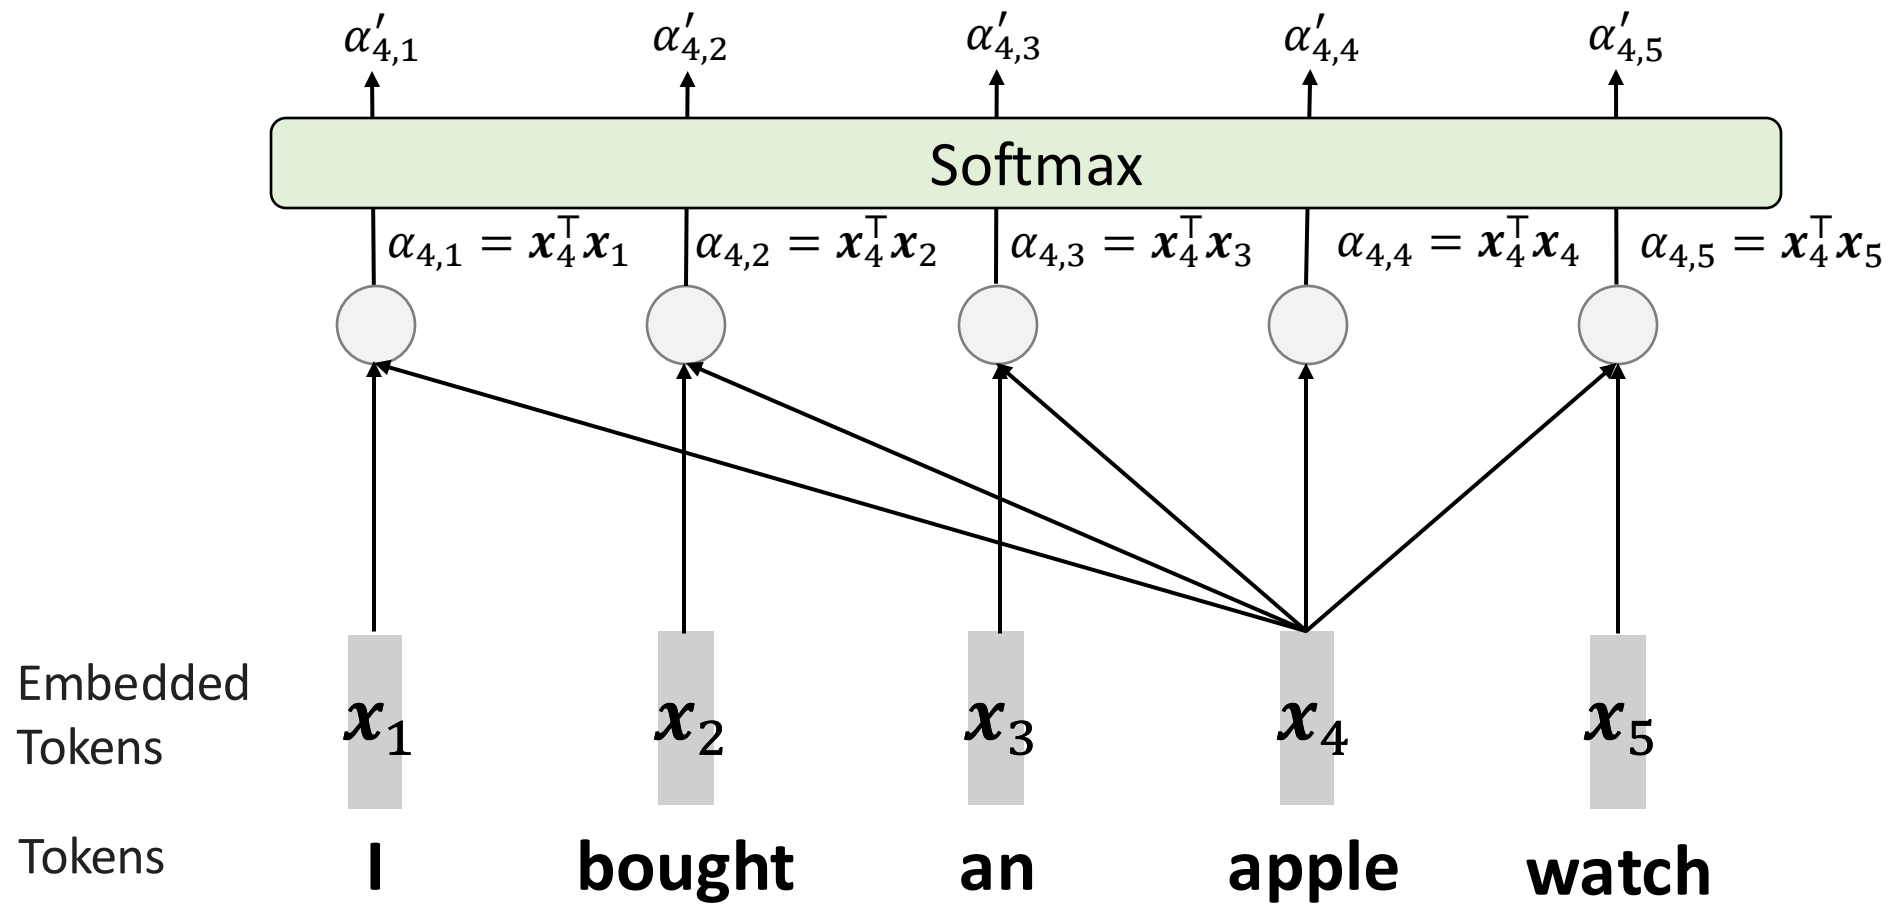 α′4,1 α′4,2 α′4,3 α′4,4 α′4,5
Softmax
α4,1 = x4⊤x1 α4,2 = x4⊤x2 α4,3 = x4⊤x3 α4,4 = x4⊤x4 α4,5 = x4⊤x5
Embedded
Tokens
x1 x2 x3 x4 x5
Tokens I bought an apple watch